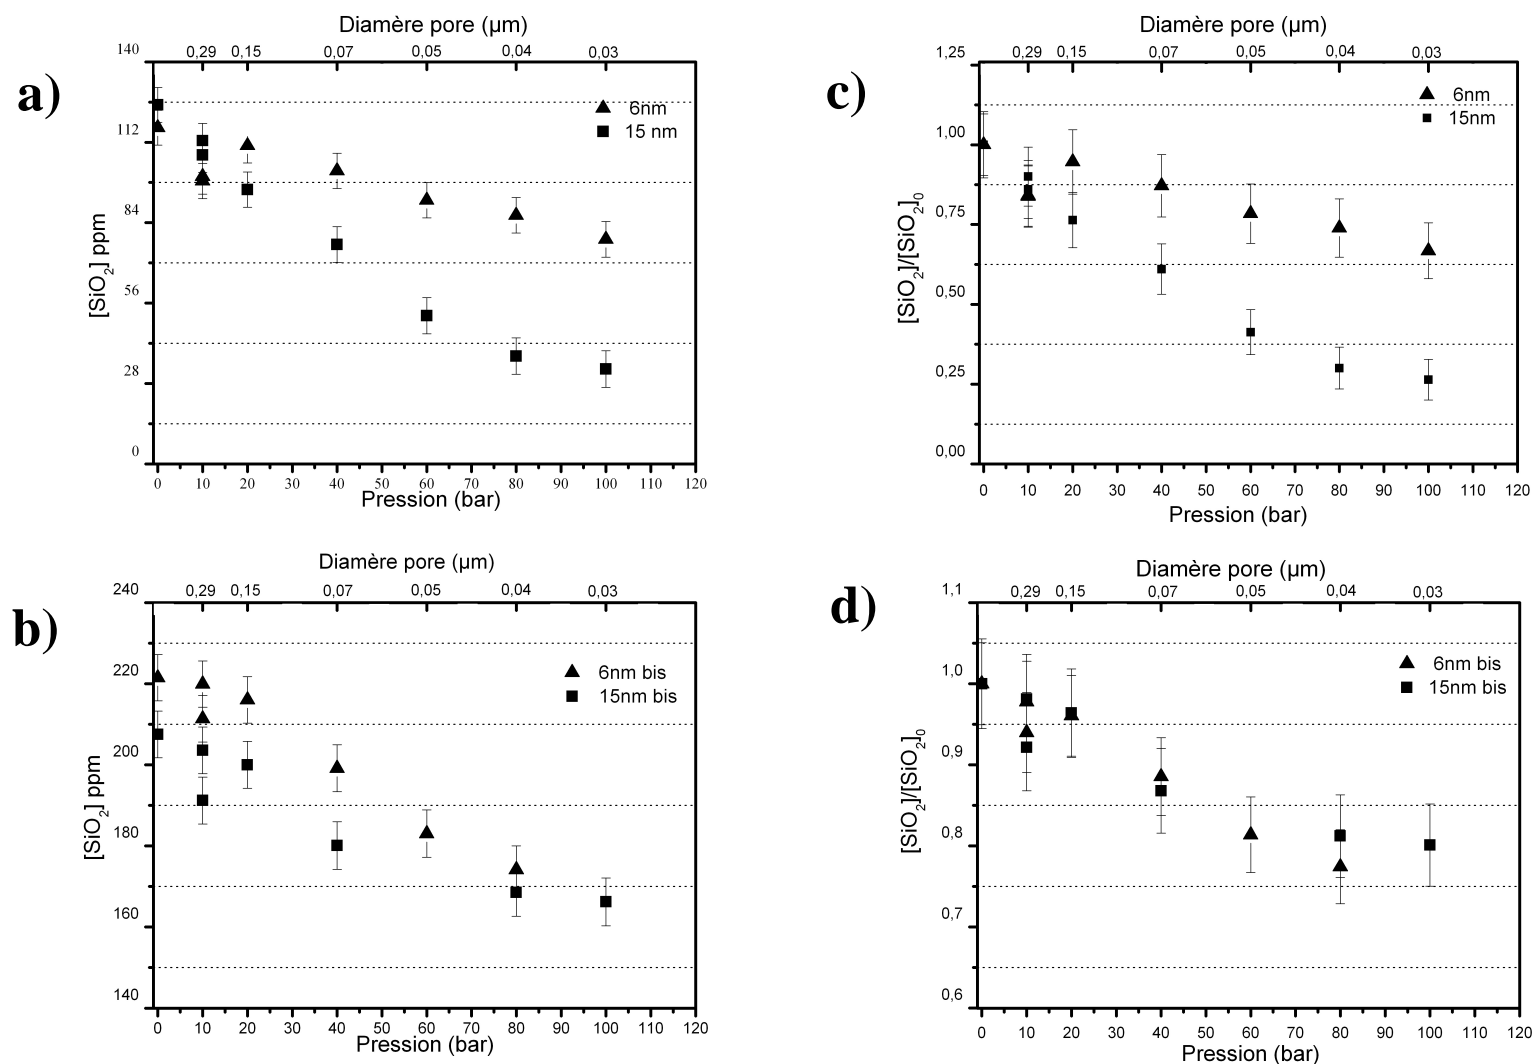 a)
Diamère pore (µm)
0,29 0,15 0,07 0,05 0,04 0,03
140
112
84
56
28
0
[SiO2] ppm
6nm
15 nm
0 10 20 30 40 50 60 70 80 90 100 110 120
Pression (bar)
c)
Diamère pore (µm)
0,29 0,15 0,07 0,05 0,04 0,03
1,25
1,00
0,75
0,50
0,25
0,00
[SiO2]/[SiO2]0
6nm
15nm
0 10 20 30 40 50 60 70 80 90 100 110 120
Pression (bar)
b)
Diamère pore (µm)
0,29 0,15 0,07 0,05 0,04 0,03
240
220
200
180
160
140
[SiO2] ppm
6nm bis
15nm bis
0 10 20 30 40 50 60 70 80 90 100 110 120
Pression (bar)
d)
Diamère pore (µm)
0,29 0,15 0,07 0,05 0,04 0,03
1,1
1,0
0,9
0,8
0,7
0,6
[SiO2]/[SiO2]0
6nm bis
15nm bis
0 10 20 30 40 50 60 70 80 90 100 110 120
Pression (bar)